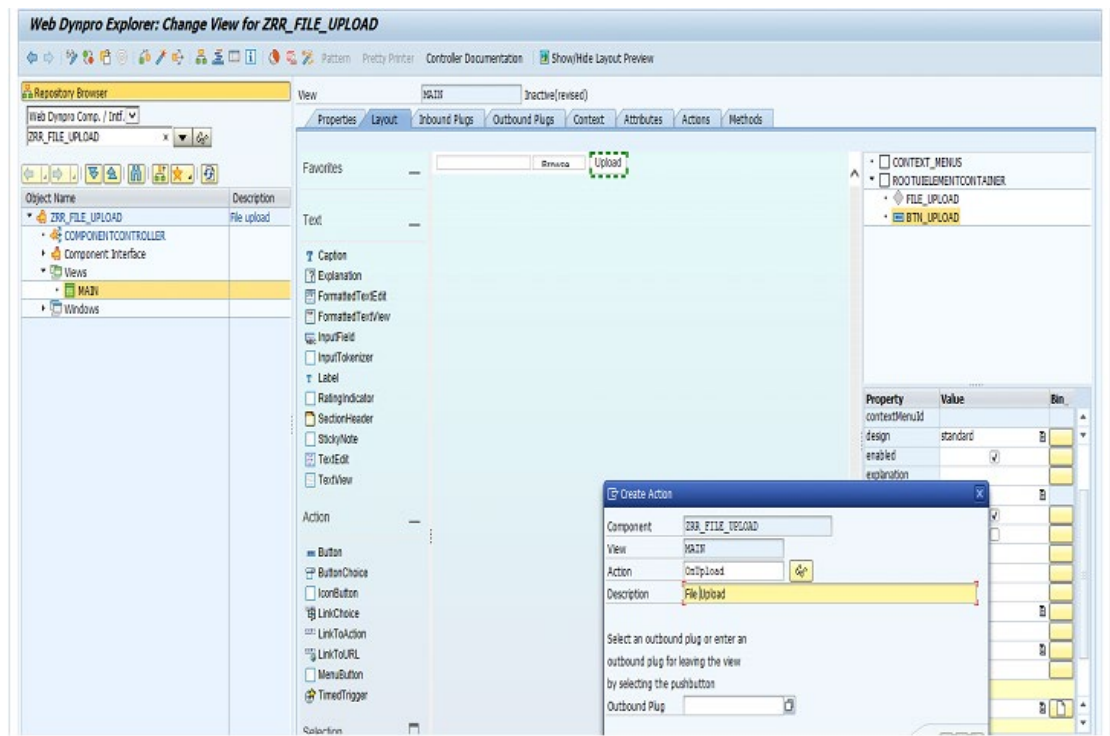 Web Dynpro Explorer: Change View for ZRR_FILE_UPLOAD
Pattern Pretty Printer Controller Documentation Show/Hide Layout Preview
Repository Browser
Web Dynpro Comp. / Intf.
ZRR_FILE_UPLOAD
Object Name Description
ZRR_FILE_UPLOAD File upload
COMPONENTCONTROLLER
Component Interface
Views
MAIN
Windows
View MAIN Inactive(revised)
Properties Layout Inbound Plugs Outbound Plugs Context Attributes Actions Methods
Favorites
Text
Caption
Explanation
FormattedTextEdit
FormattedTextView
InputField
InputTokenizer
Label
RatingIndicator
SectionHeader
StickyNote
TextEdit
TextView
Action
Button
ButtonChoice
IconButton
LinkChoice
LinkToAction
LinkToURL
MenuButton
TimedTrigger
Selection
Browse... Upload
CONTEXT_MENUS
ROOTUIELEMENTCONTAINER
FILE_UPLOAD
BTN_UPLOAD
Property Value Bin_
contextMenuId
design standard
enabled
explanation
Create Action
Component ZRR_FILE_UPLOAD
View MAIN
Action OnUpload
Description File Upload
Select an outbound plug or enter an
outbound plug for leaving the view
by selecting the pushbutton
Outbound Plug